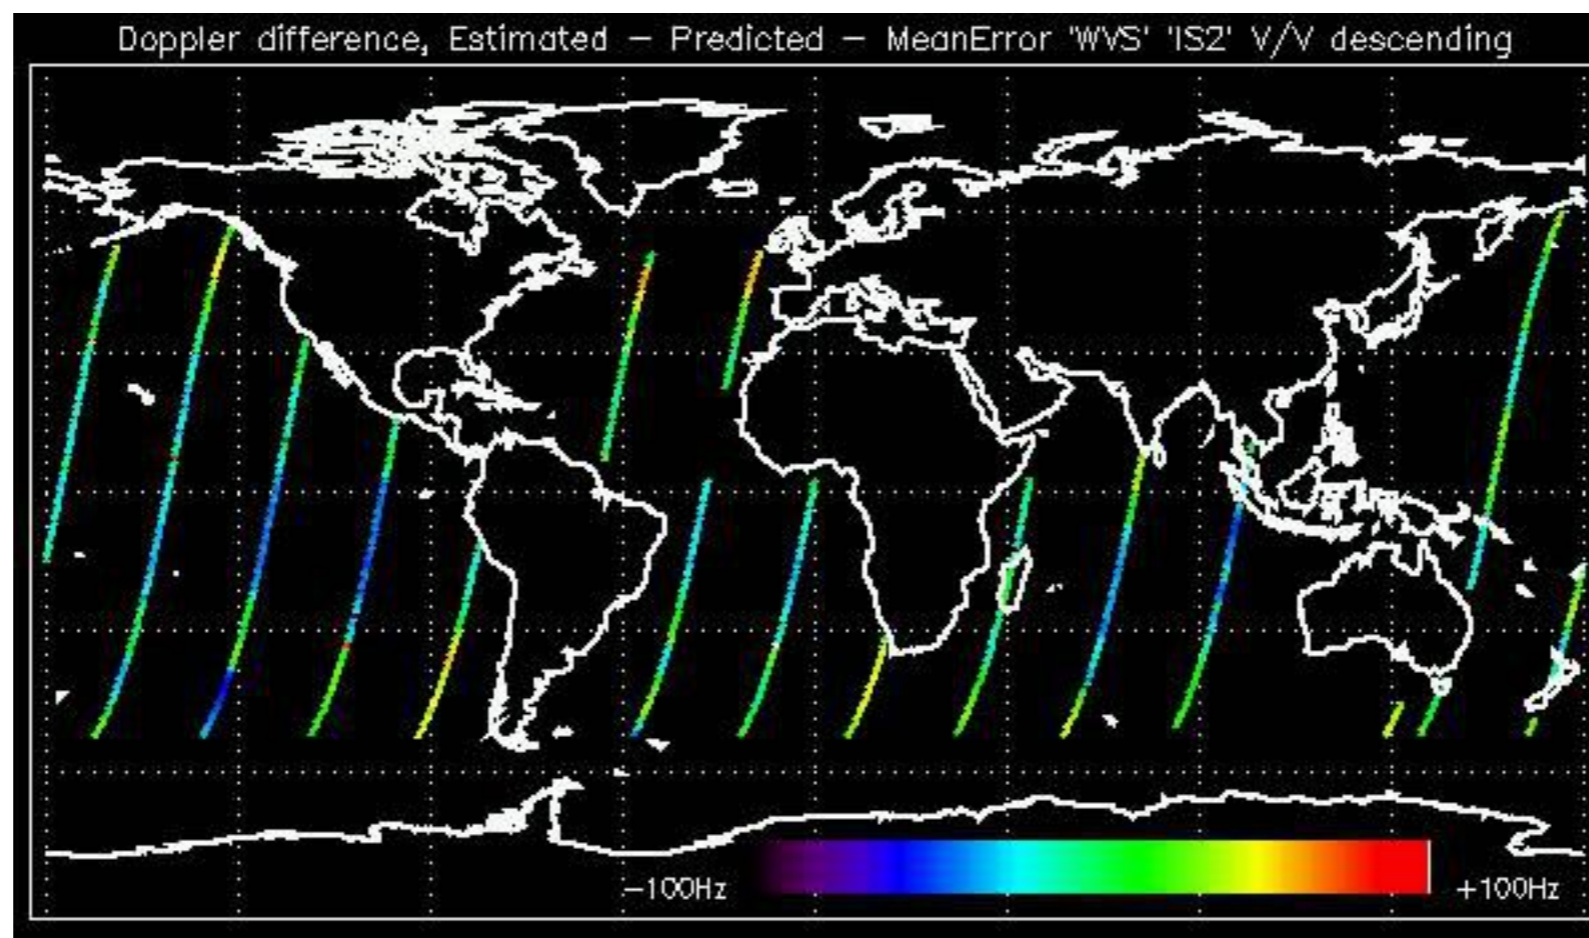 Doppler difference, Estimated – Predicted – MeanError 'WVS' 'IS2' V/V descending
–100Hz
+100Hz